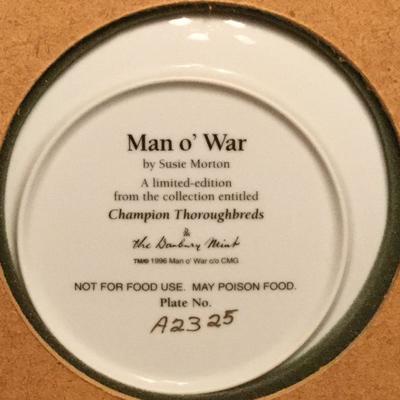 Man o' War
by Susie Morton
A limited-edition
from the collection entitled
Champion Thoroughbreds
&
the Danbury Mint
TM/© 1996 Man o' War c/o CMG
NOT FOR FOOD USE. MAY POISON FOOD.
Plate No.
A2325